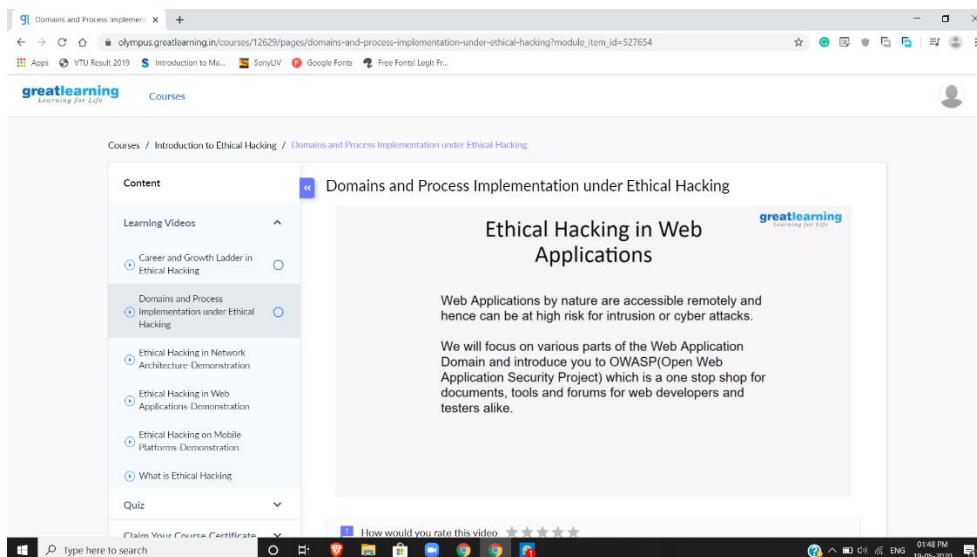 Domains and Process Implement
olympus.greatlearning.in/courses/12629/pages/domains-and-process-implementation-under-ethical-hacking?module_item_id=527654
Apps VTU Result 2019 Introduction to Ma... SonyLIV Google Fonts Free Fonts! Legit Fr...
greatlearning
Learning for Life
Courses
Courses / Introduction to Ethical Hacking / Domains and Process Implementation under Ethical Hacking
Content
Learning Videos
Career and Growth Ladder in
Ethical Hacking
Domains and Process
Implementation under Ethical
Hacking
Ethical Hacking in Network
Architecture-Demonstration
Ethical Hacking in Web
Applications-Demonstration
Ethical Hacking on Mobile
Platforms-Demonstration
What is Ethical Hacking
Quiz
Claim Your Course Certificate
Domains and Process Implementation under Ethical Hacking
greatlearning
Learning for Life
Ethical Hacking in Web
Applications
Web Applications by nature are accessible remotely and
hence can be at high risk for intrusion or cyber attacks.
We will focus on various parts of the Web Application
Domain and introduce you to OWASP(Open Web
Application Security Project) which is a one stop shop for
documents, tools and forums for web developers and
testers alike.
How would you rate this video
Type here to search
ENG
01:48 PM
19-05-2020